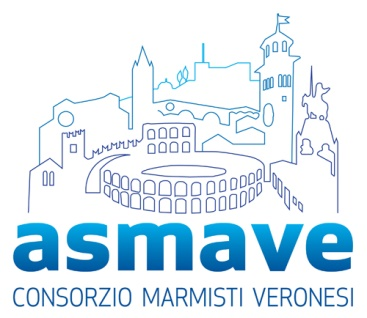 asmave
CONSORZIO MARMISTI VERONESI